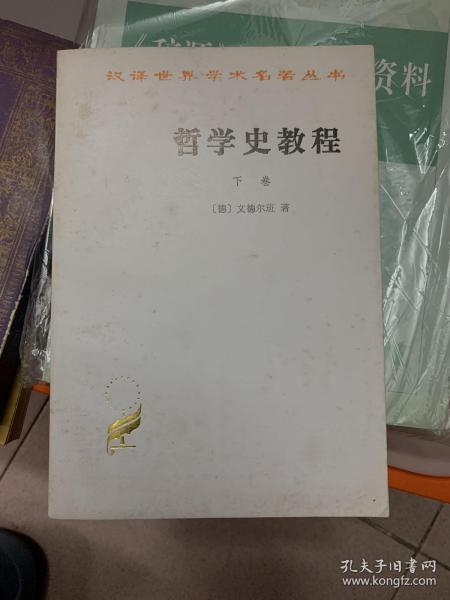 汉译世界学术名著丛书
哲学史教程
下 卷
〔德〕文德尔班 著
资料
孔夫子旧书网
www.kongfz.com